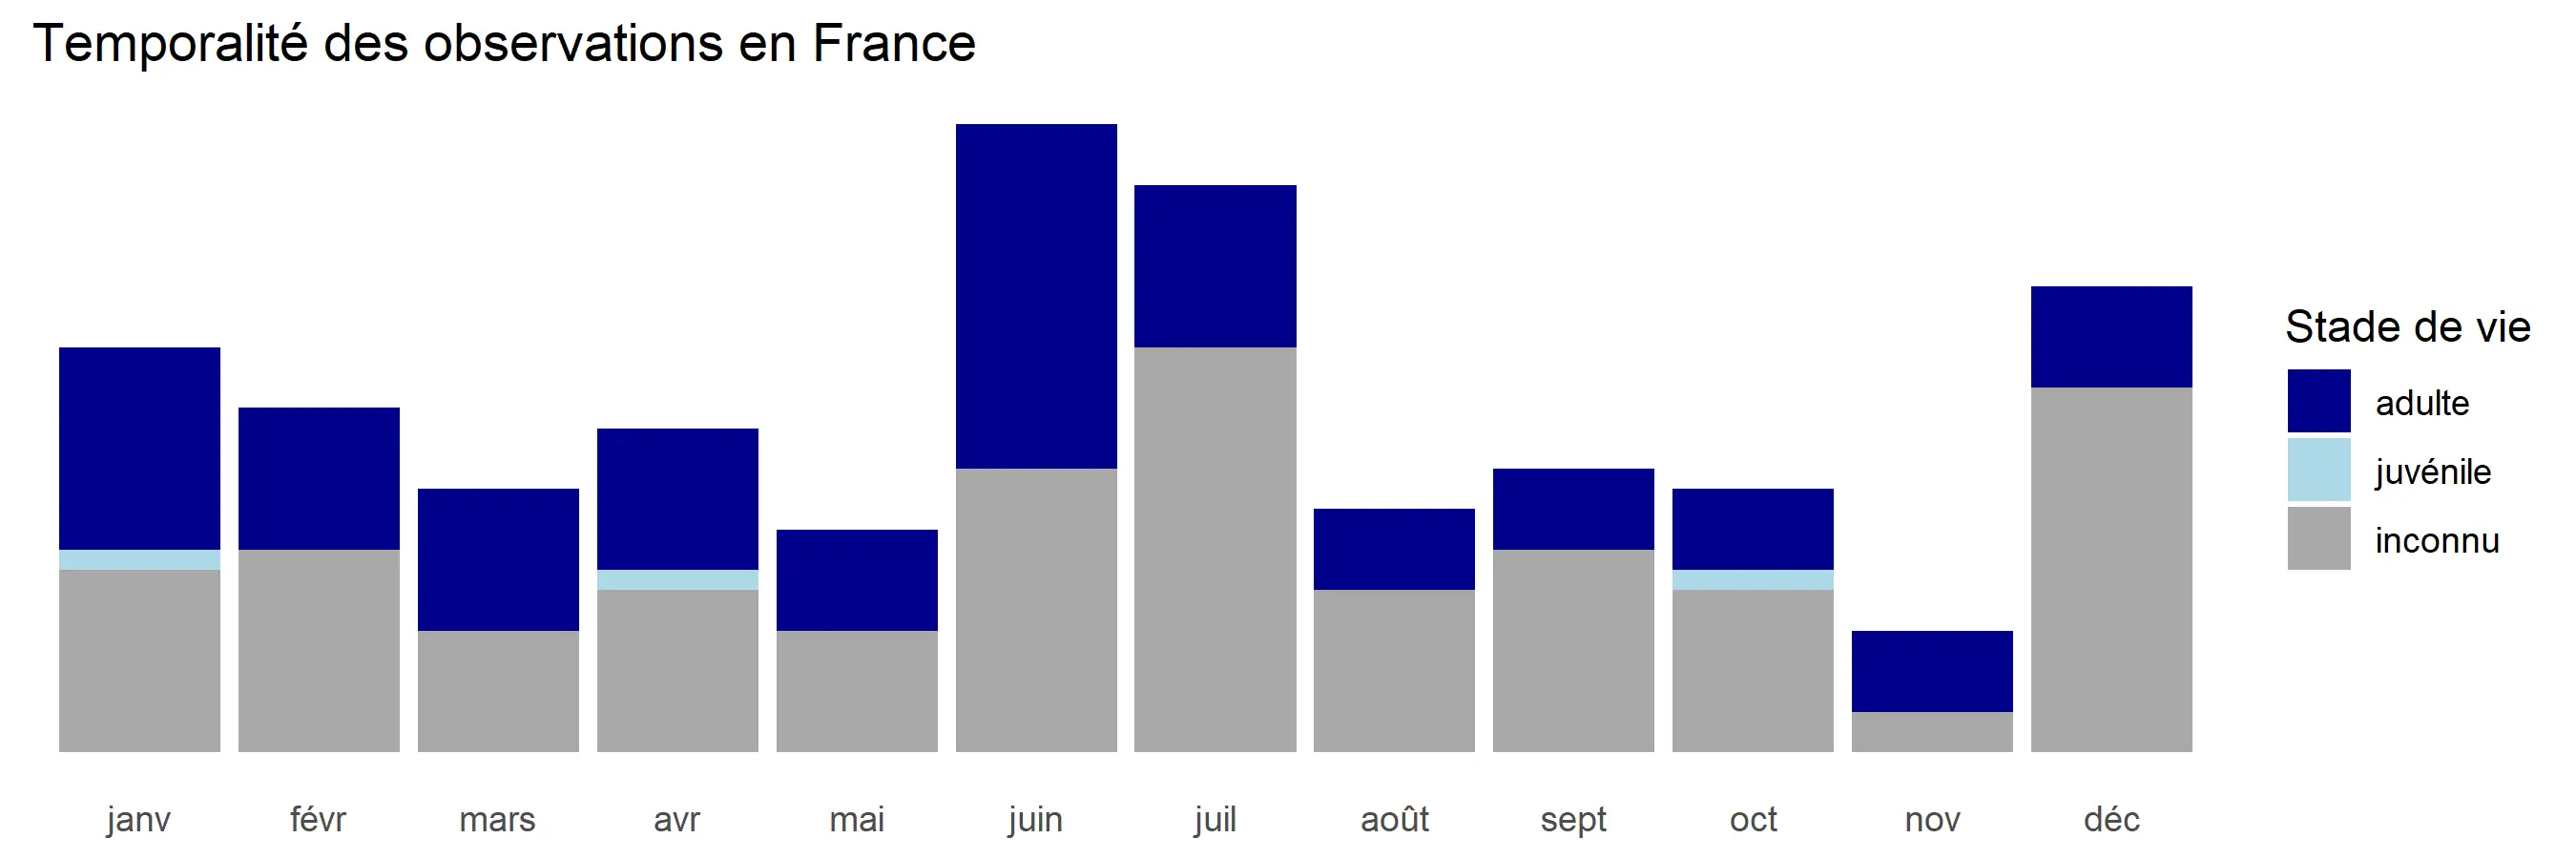 Temporalité des observations en France
Stade de vie
adulte
juvénile
inconnu
janv févr mars avr mai juin juil août sept oct nov déc